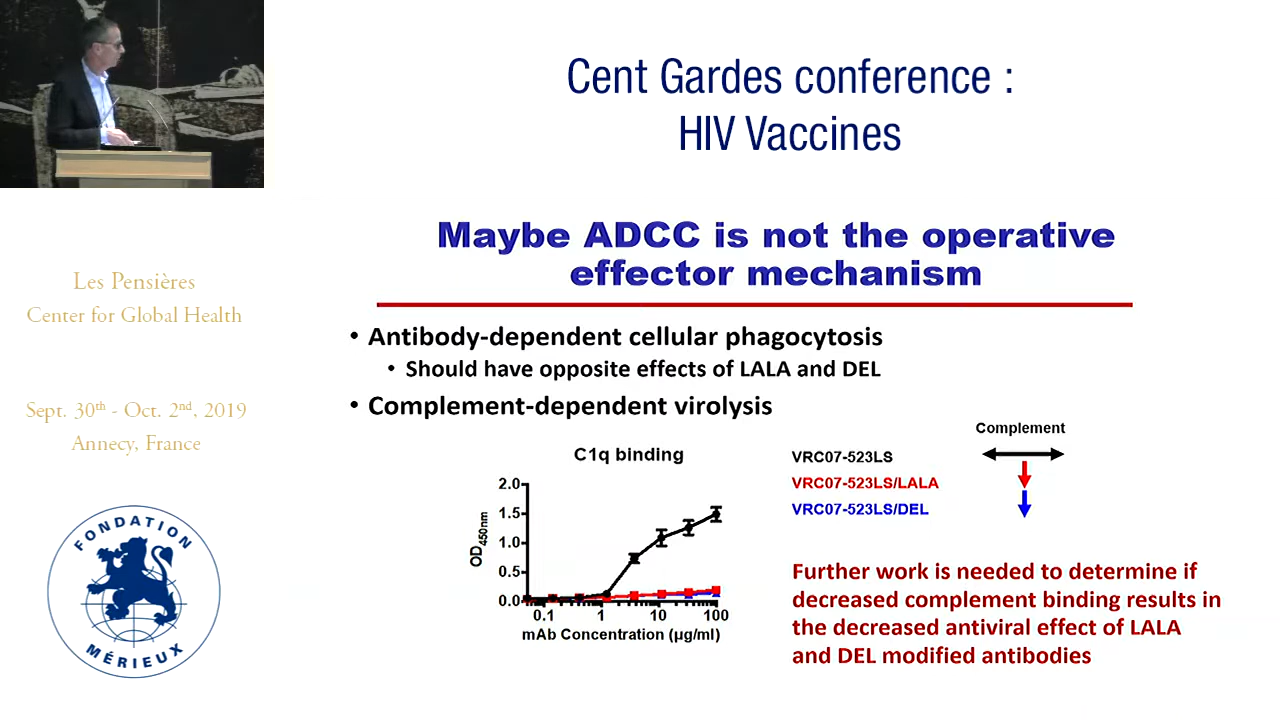 Cent Gardes conference :
HIV Vaccines
Les Pensières
Center for Global Health
Sept. 30th - Oct. 2nd, 2019
Annecy, France
FONDATION
MÉRIEUX
Maybe ADCC is not the operative
effector mechanism
• Antibody-dependent cellular phagocytosis
• Should have opposite effects of LALA and DEL
• Complement-dependent virolysis
C1q binding
OD450nm
2.0
1.5
1.0
0.5
0.0
0.1 1 10 100
mAb Concentration (µg/ml)
Complement
VRC07-523LS
VRC07-523LS/LALA
VRC07-523LS/DEL
Further work is needed to determine if
decreased complement binding results in
the decreased antiviral effect of LALA
and DEL modified antibodies